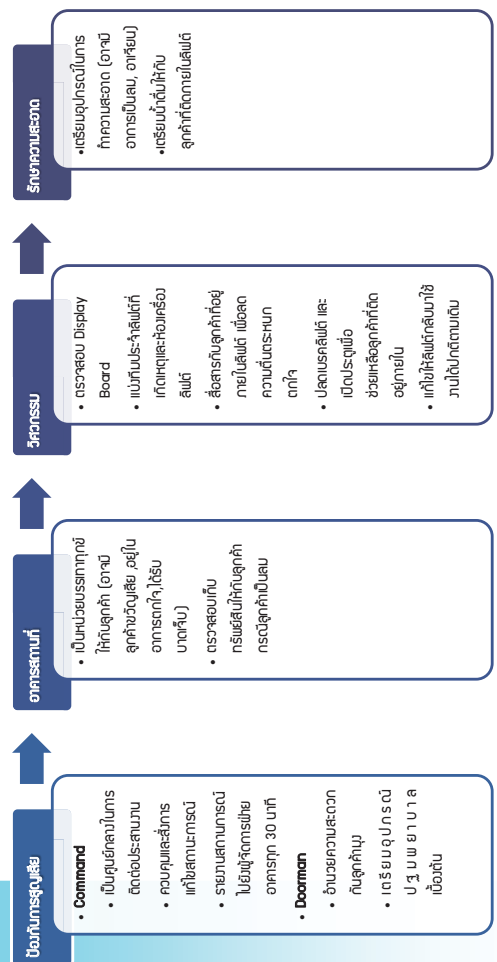 ป้องกันการสูญเสีย
• Command
• เป็นศูนย์กลางในการ
ติดต่อประสานงาน
• ควบคุมและสั่งการ
แก้ไขสถานะการณ์
• รายงานสถานการณ์
ไปยังผู้จัดการฝ่าย
อาคารทุก 30 นาที
• Doorman
• อำนวยความสะดวก
กันลูกค้ามุง
• เตรียมอุปกรณ์
ปฐมพยาบาล
เบื้องต้น
อาคารสถานที่
• เป็นหน่วยบรรเทาทุกข์
ให้กับลูกค้า (อาจมี
ลูกค้าขวัญเสีย ,อยู่ใน
อาการตกใจ,ได้รับ
บาดเจ็บ)
• ตรวจสอบเก็บ
ทรัพย์สินให้กับลูกค้า
กรณีลูกค้าเป็นลม
วิศวกรรม
• ตรวจสอบ Display
Board
• แบ่งทีมประจำลิฟต์ที่
เกิดเหตุและห้องเครื่อง
ลิฟต์
• สื่อสารกับลูกค้าที่อยู่
ภายในลิฟต์ เพื่อลด
ความตื่นตระหนก
ตกใจ
• ปลดเบรคลิฟต์ และ
เปิดประตูเพื่อ
ช่วยเหลือลูกค้าที่ติด
อยู่ภายใน
• แก้ไขให้ลิฟต์กลับมาใช้
งานได้ปกติตามเดิม
รักษาความสะอาด
•เตรียมอุปกรณ์ในการ
ทำความสะอาด (อาจมี
อาการเป็นลม, อาเจียน)
•เตรียมน้ำดื่มให้กับ
ลูกค้าที่ติดภายในลิฟต์